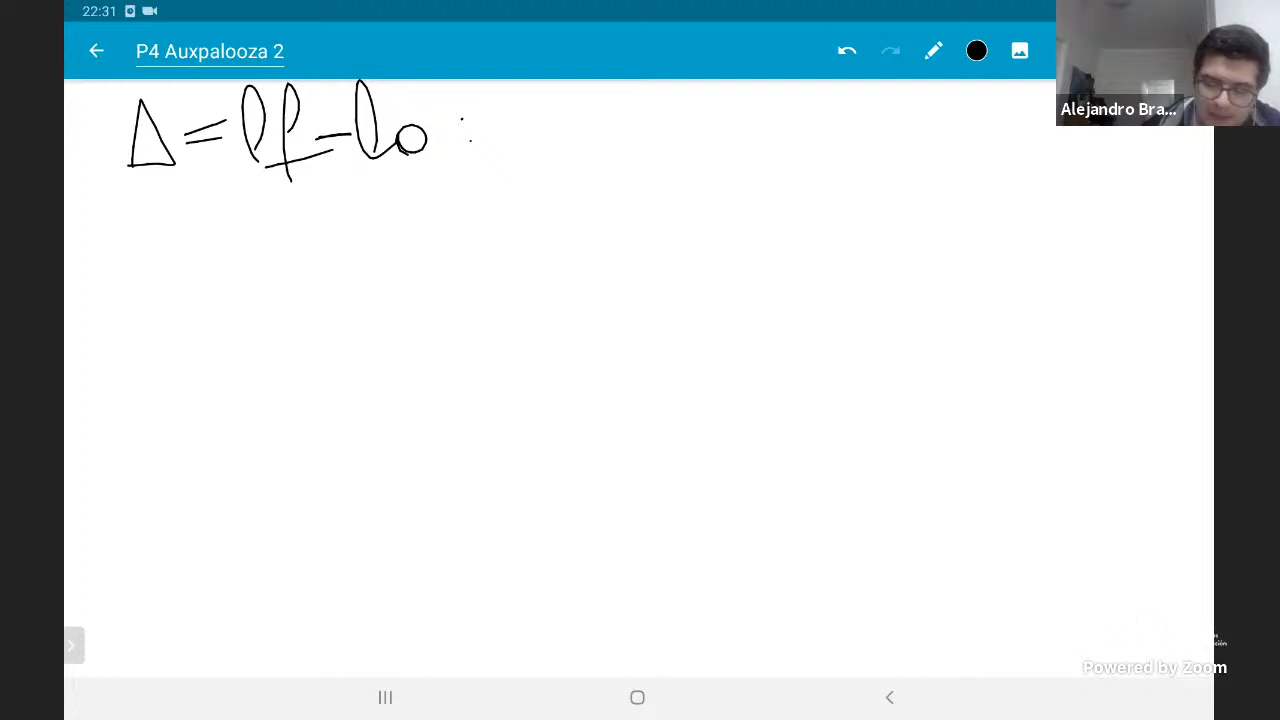 22:31
P4 Auxpalooza 2
Δ = lf - lo :
Alejandro Bra...
Powered by Zoom